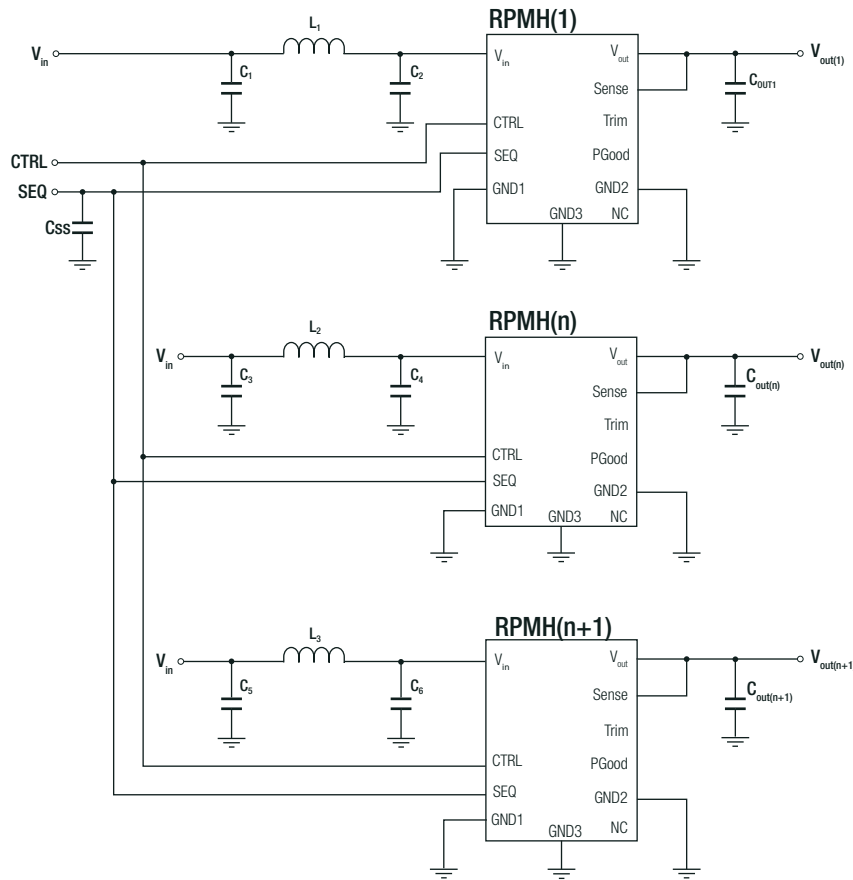 RPMH(1)
L1
Vin
C1
C2
Vin
Vout
Vout(1)
Sense
COUT1
CTRL
Trim
SEQ
PGood
GND1
GND2
GND3
NC
CTRL
SEQ
Css
RPMH(n)
L2
Vin
C3
C4
Vin
Vout
Vout(n)
Sense
Cout(n)
Trim
CTRL
PGood
SEQ
GND2
GND1
GND3
NC
RPMH(n+1)
L3
Vin
C5
C6
Vin
Vout
Vout(n+1
Sense
Cout(n+1)
Trim
CTRL
PGood
SEQ
GND2
GND1
GND3
NC